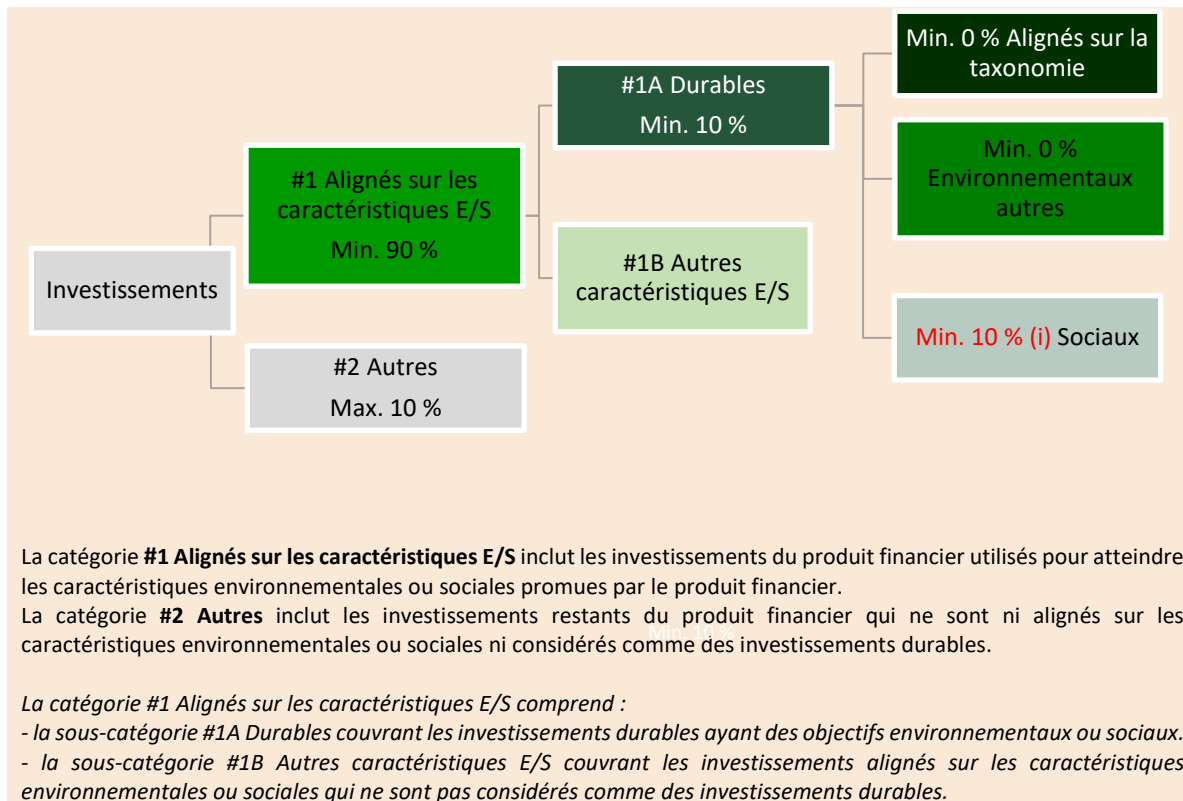 Min. 0 % Alignés sur la
taxonomie
#1A Durables
Min. 10 %
Min. 0 %
Environnementaux
autres
#1 Alignés sur les
caractéristiques E/S
Min. 90 %
#1B Autres
caractéristiques E/S
Investissements
Min. 10 % (i) Sociaux
#2 Autres
Max. 10 %
La catégorie #1 Alignés sur les caractéristiques E/S inclut les investissements du produit financier utilisés pour atteindre
les caractéristiques environnementales ou sociales promues par le produit financier.
La catégorie #2 Autres inclut les investissements restants du produit financier qui ne sont ni alignés sur les
Min. 10 %
caractéristiques environnementales ou sociales ni considérés comme des investissements durables.
La catégorie #1 Alignés sur les caractéristiques E/S comprend :
- la sous-catégorie #1A Durables couvrant les investissements durables ayant des objectifs environnementaux ou sociaux.
- la sous-catégorie #1B Autres caractéristiques E/S couvrant les investissements alignés sur les caractéristiques
environnementales ou sociales qui ne sont pas considérés comme des investissements durables.